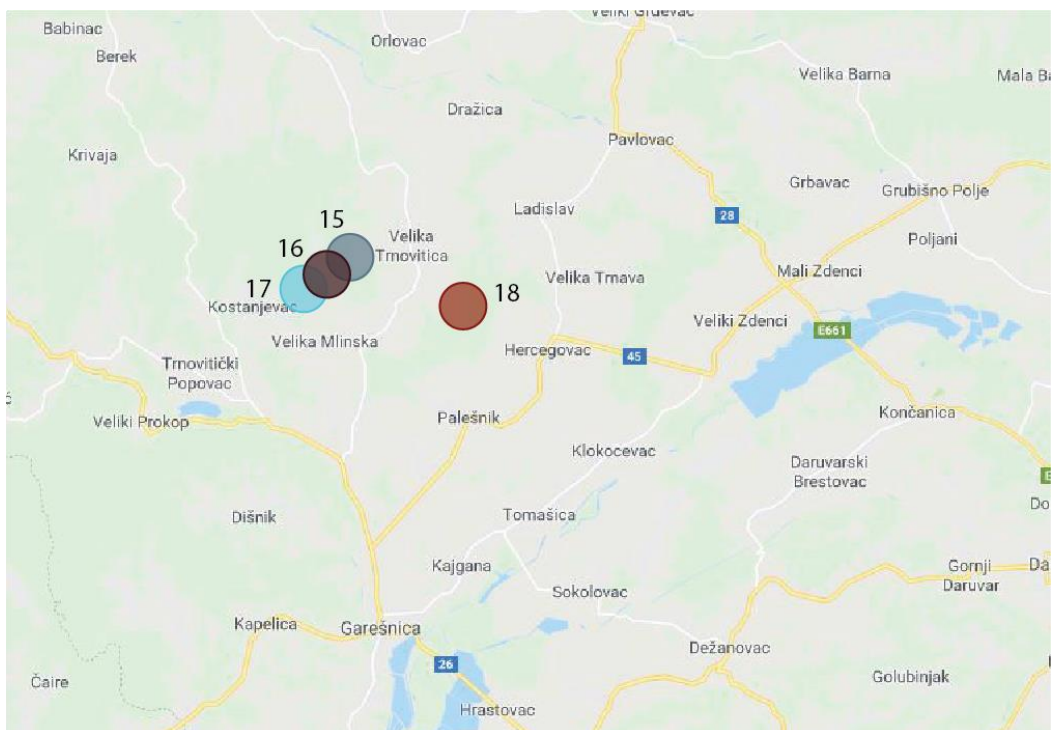 Veliki Grđevac
Babinac
Orlovac
Berek
Velika Barna
Mala Ba
Dražica
Pavlovac
Krivaja
Grbavac
Grubišno Polje
Ladislav
28
15
Velika
Trnovitica
Poljani
16
Mali Zdenci
Velika Trnava
17
18
Kostanjevac
Veliki Zdenci
E661
Velika Mlinska
Hercegovac
45
Trnovitički
Popovac
Končanica
Veliki Prokop
Palešnik
Klokocevac
Daruvarski
Brestovac
E
Do
Dišnik
Tomašica
Kajgana
Gornji
Daruvar
Da
Sokolovac
Kapelica
Garešnica
Dežanovac
26
Golubinjak
Čaire
Hrastovac